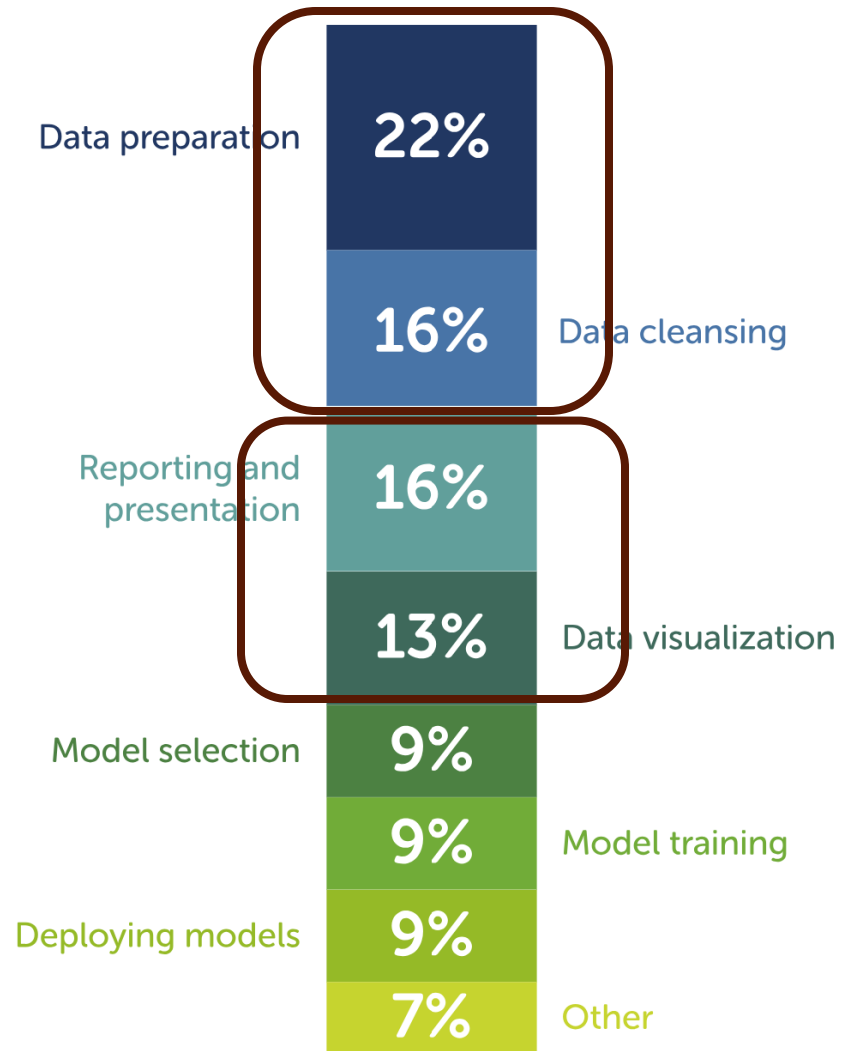 Data preparation
22%
16%
Data cleansing
Reporting and
presentation
16%
13%
Data visualization
Model selection
9%
9%
Model training
Deploying models
9%
7%
Other